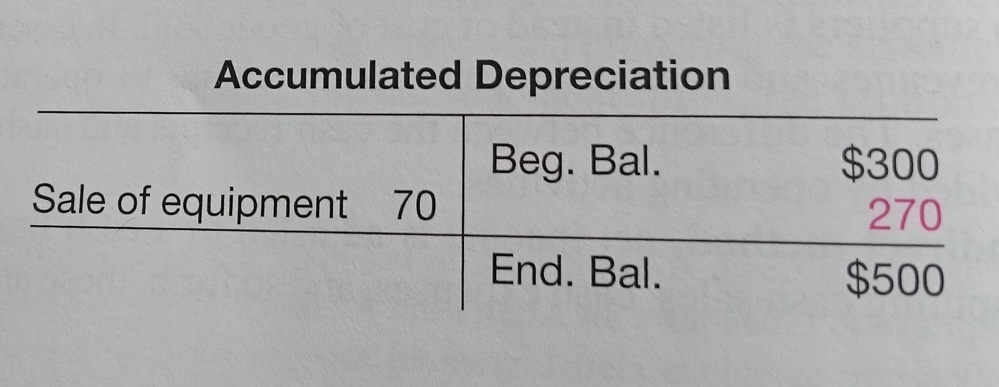 Accumulated Depreciation
Beg. Bal. $300
Sale of equipment 70 270
End. Bal. $500